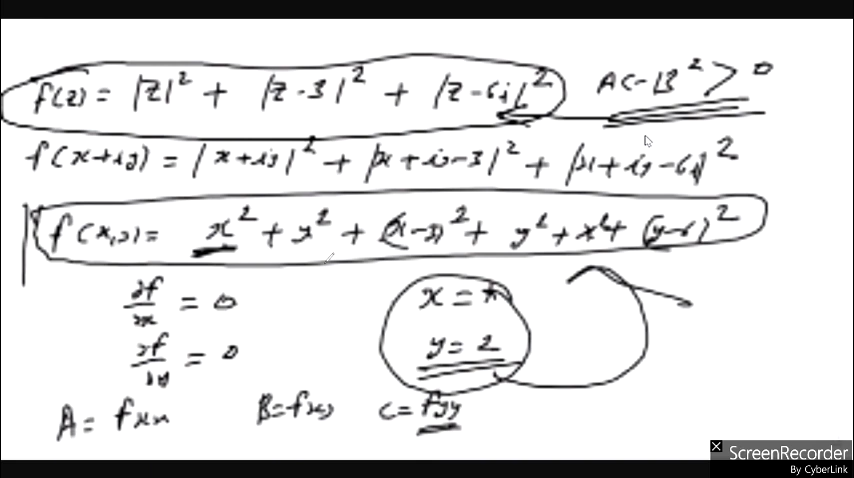 f(z) = |z|² + |z-3|² + |z-6i|²
AC-B² > 0
f(x+iy) = |x+iy|² + |x+iy-3|² + |x+iy-6i|²
f(x,y) = x² + y² + (x-3)² + y² + x² + (y-6)²
∂f/∂x = 0
x =
∂f/∂y = 0
y = 2
A = fxx B = fxy C = fyy
ScreenRecorder
By CyberLink